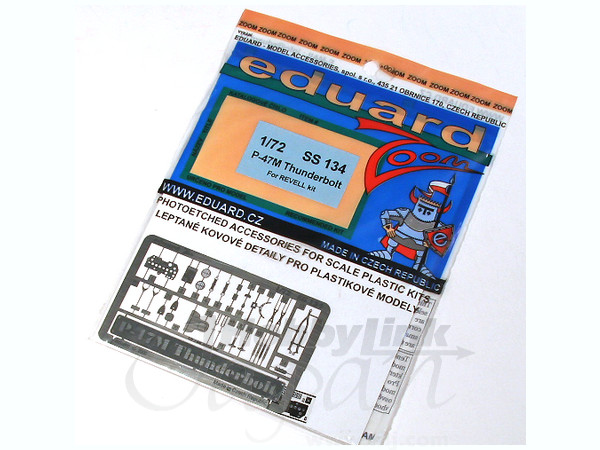 ZOOM ZOOM ZOOM ZOOM ZOOM ZOOM ZOOM ZOOM
EDUARD - MODEL ACCESSORIES, spol. s r.o., 435 21 OBRNICE 170, CZECH REPUBLIC
eduard
ZOOM
1/72 SS 134
P-47M Thunderbolt
For REVELL kit
WWW.EDUARD.CZ
MADE IN CZECH REPUBLIC
PHOTOETCHED ACCESSORIES FOR SCALE PLASTIC KITS
LEPTANÉ KOVOVÉ DETAILY PRO PLASTIKOVÉ MODELY
P-47M Thunderbolt
HobbyLink
Japan